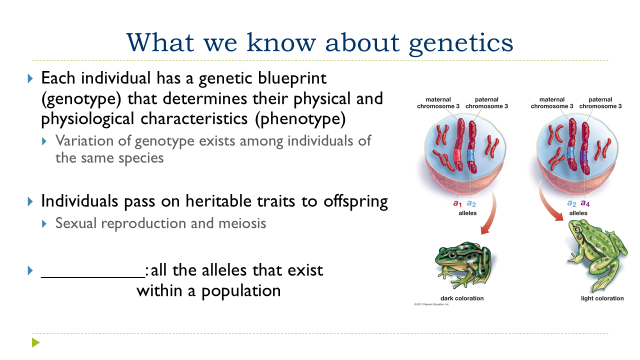 What we know about genetics
Each individual has a genetic blueprint
(genotype) that determines their physical and
physiological characteristics (phenotype)
Variation of genotype exists among individuals of
the same species
Individuals pass on heritable traits to offspring
Sexual reproduction and meiosis
___________: all the alleles that exist
within a population
maternal
chromosome 3
paternal
chromosome 3
maternal
chromosome 3
paternal
chromosome 3
a1 a2
alleles
a2 a4
alleles
dark coloration
light coloration